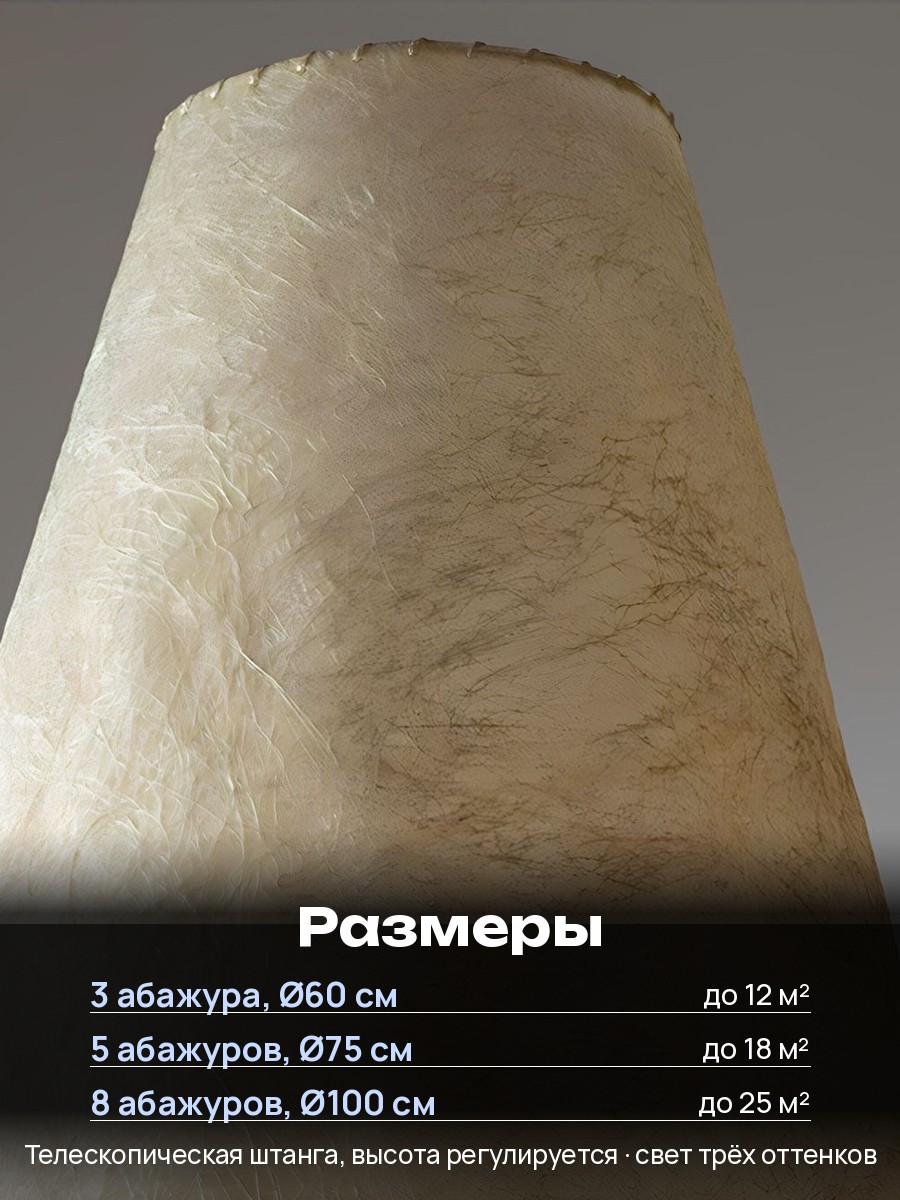 Размеры
3 абажура, Ø60 см до 12 м²
5 абажуров, Ø75 см до 18 м²
8 абажуров, Ø100 см до 25 м²
Телескопическая штанга, высота регулируется · свет трёх оттенков